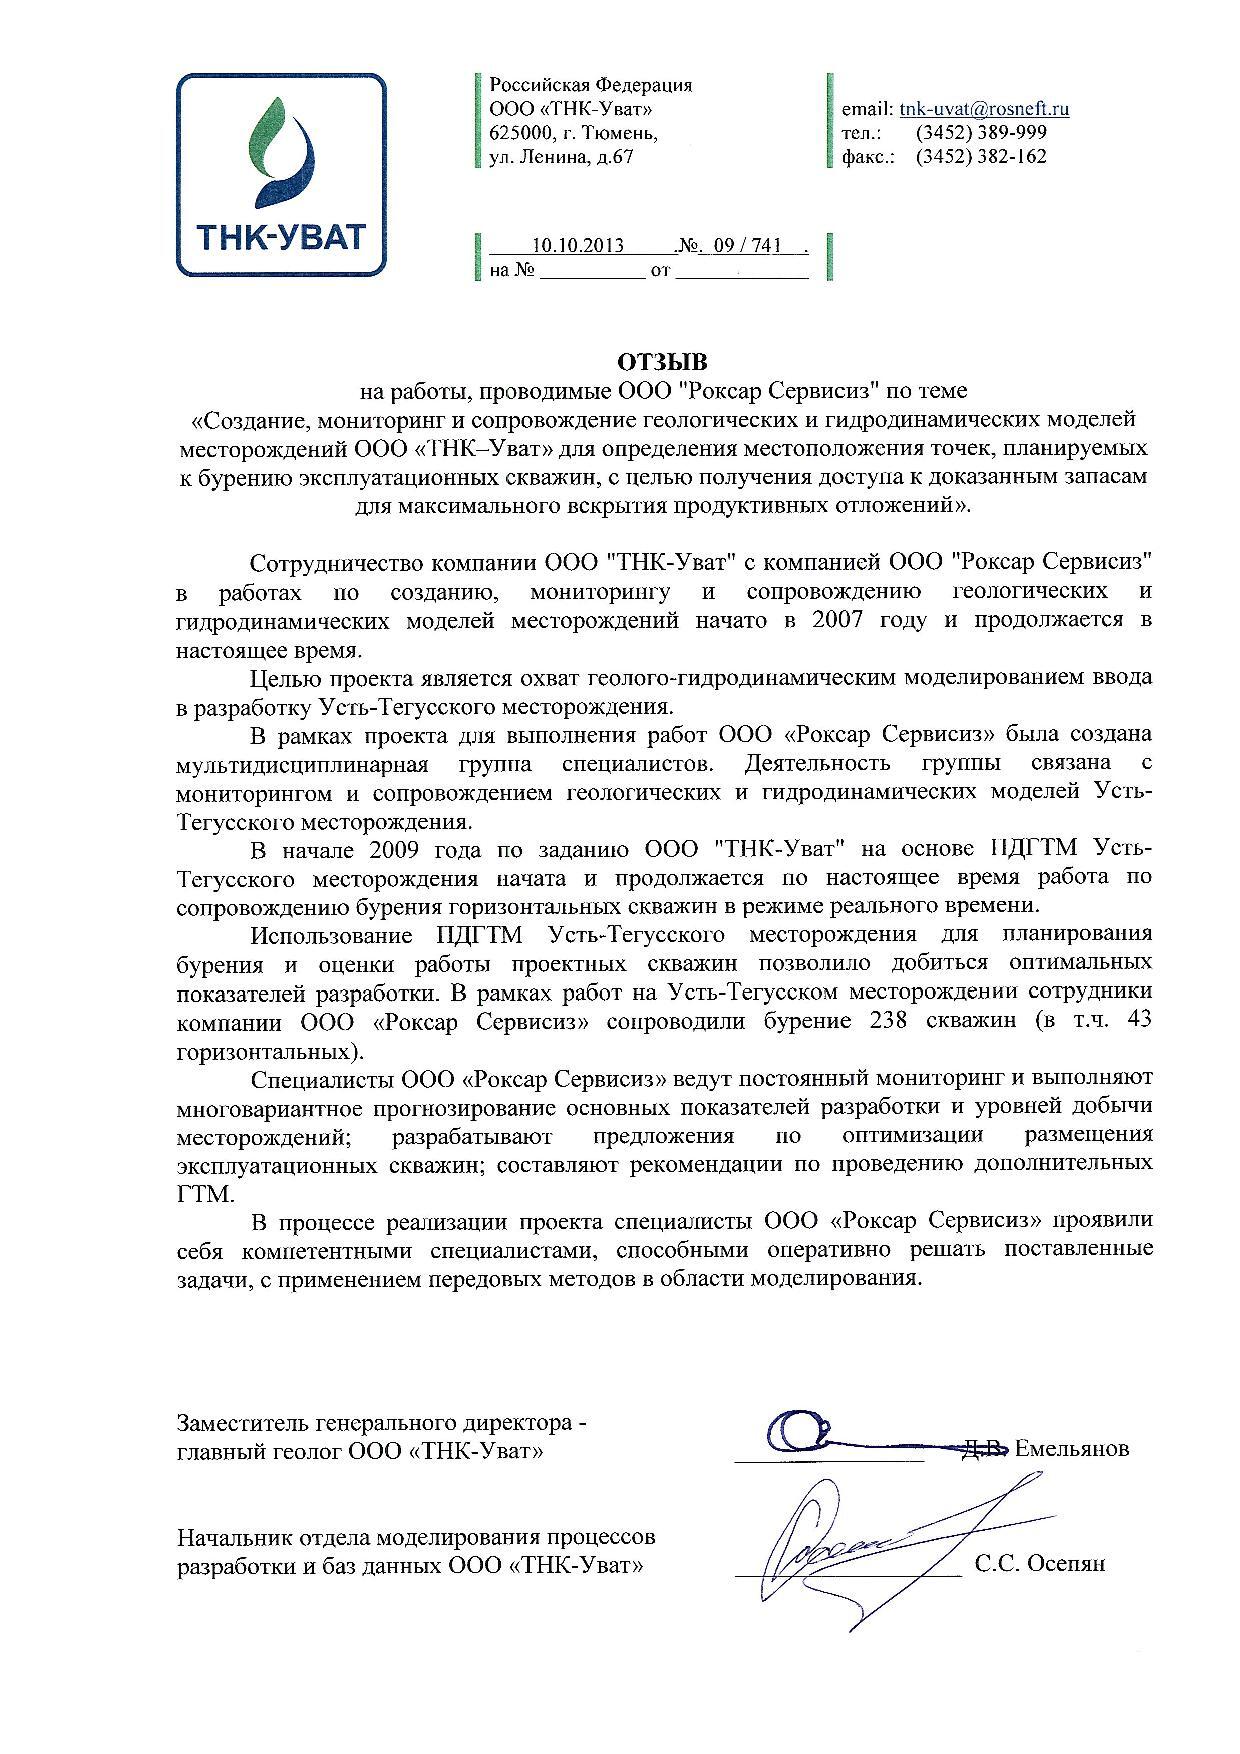 ТНК-УВАТ
Российская Федерация
ООО «ТНК-Уват»
625000, г. Тюмень,
ул. Ленина, д.67
email: tnk-uvat@rosneft.ru
тел.: (3452) 389-999
факс.: (3452) 382-162
10.10.2013 .№. 09 / 741 .
на № __________ от ____________
ОТЗЫВ
на работы, проводимые ООО "Роксар Сервисиз" по теме
«Создание, мониторинг и сопровождение геологических и гидродинамических моделей
месторождений ООО «ТНК–Уват» для определения местоположения точек, планируемых
к бурению эксплуатационных скважин, с целью получения доступа к доказанным запасам
для максимального вскрытия продуктивных отложений».
Сотрудничество компании ООО "ТНК-Уват" с компанией ООО "Роксар Сервисиз"
в работах по созданию, мониторингу и сопровождению геологических и
гидродинамических моделей месторождений начато в 2007 году и продолжается в
настоящее время.
Целью проекта является охват геолого-гидродинамическим моделированием ввода
в разработку Усть-Тегусского месторождения.
В рамках проекта для выполнения работ ООО «Роксар Сервисиз» была создана
мультидисциплинарная группа специалистов. Деятельность группы связана с
мониторингом и сопровождением геологических и гидродинамических моделей Усть-
Тегусского месторождения.
В начале 2009 года по заданию ООО "ТНК-Уват" на основе ПДГТМ Усть-
Тегусского месторождения начата и продолжается по настоящее время работа по
сопровождению бурения горизонтальных скважин в режиме реального времени.
Использование ПДГТМ Усть-Тегусского месторождения для планирования
бурения и оценки работы проектных скважин позволило добиться оптимальных
показателей разработки. В рамках работ на Усть-Тегусском месторождении сотрудники
компании ООО «Роксар Сервисиз» сопроводили бурение 238 скважин (в т.ч. 43
горизонтальных).
Специалисты ООО «Роксар Сервисиз» ведут постоянный мониторинг и выполняют
многовариантное прогнозирование основных показателей разработки и уровней добычи
месторождений; разрабатывают предложения по оптимизации размещения
эксплуатационных скважин; составляют рекомендации по проведению дополнительных
ГТМ.
В процессе реализации проекта специалисты ООО «Роксар Сервисиз» проявили
себя компетентными специалистами, способными оперативно решать поставленные
задачи, с применением передовых методов в области моделирования.
Заместитель генерального директора -
главный геолог ООО «ТНК-Уват» Д.В. Емельянов
Начальник отдела моделирования процессов
разработки и баз данных ООО «ТНК-Уват» С.С. Осепян